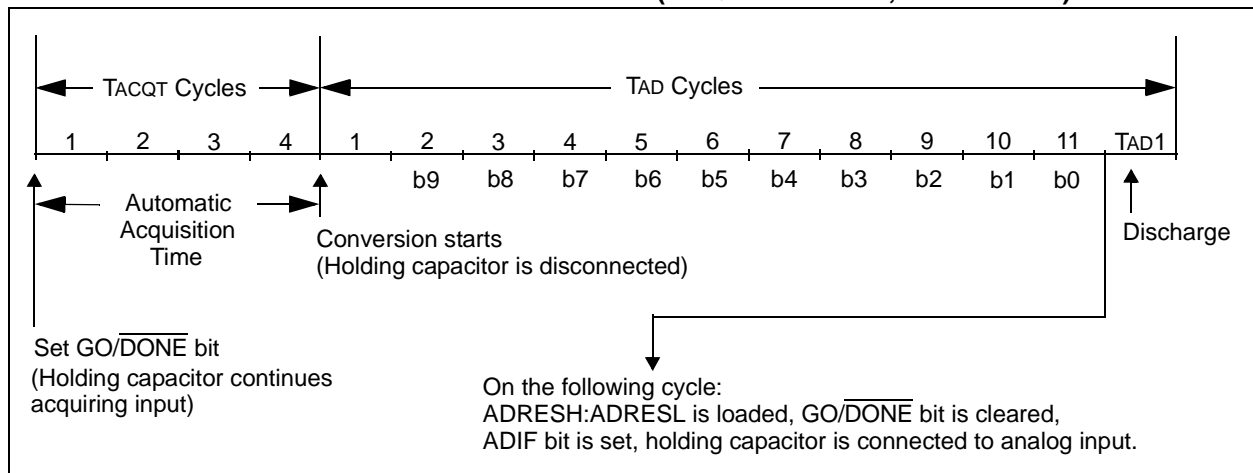 TACQT Cycles TAD Cycles
1 2 3 4 1 2 3 4 5 6 7 8 9 10 11 TAD1
b9 b8 b7 b6 b5 b4 b3 b2 b1 b0
Automatic
Acquisition
Time
Conversion starts
(Holding capacitor is disconnected)
Discharge
Set GO/DONE bit
(Holding capacitor continues
acquiring input)
On the following cycle:
ADRESH:ADRESL is loaded, GO/DONE bit is cleared,
ADIF bit is set, holding capacitor is connected to analog input.